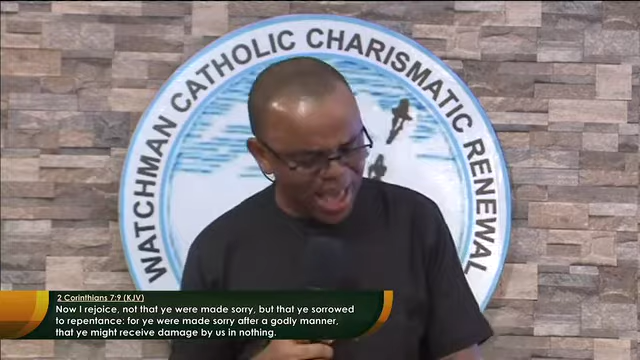 WATCHMAN CATHOLIC CHARISMATIC RENEWAL
2 Corinthians 7:9 (KJV)
Now I rejoice, not that ye were made sorry, but that ye sorrowed
to repentance: for ye were made sorry after a godly manner,
that ye might receive damage by us in nothing.